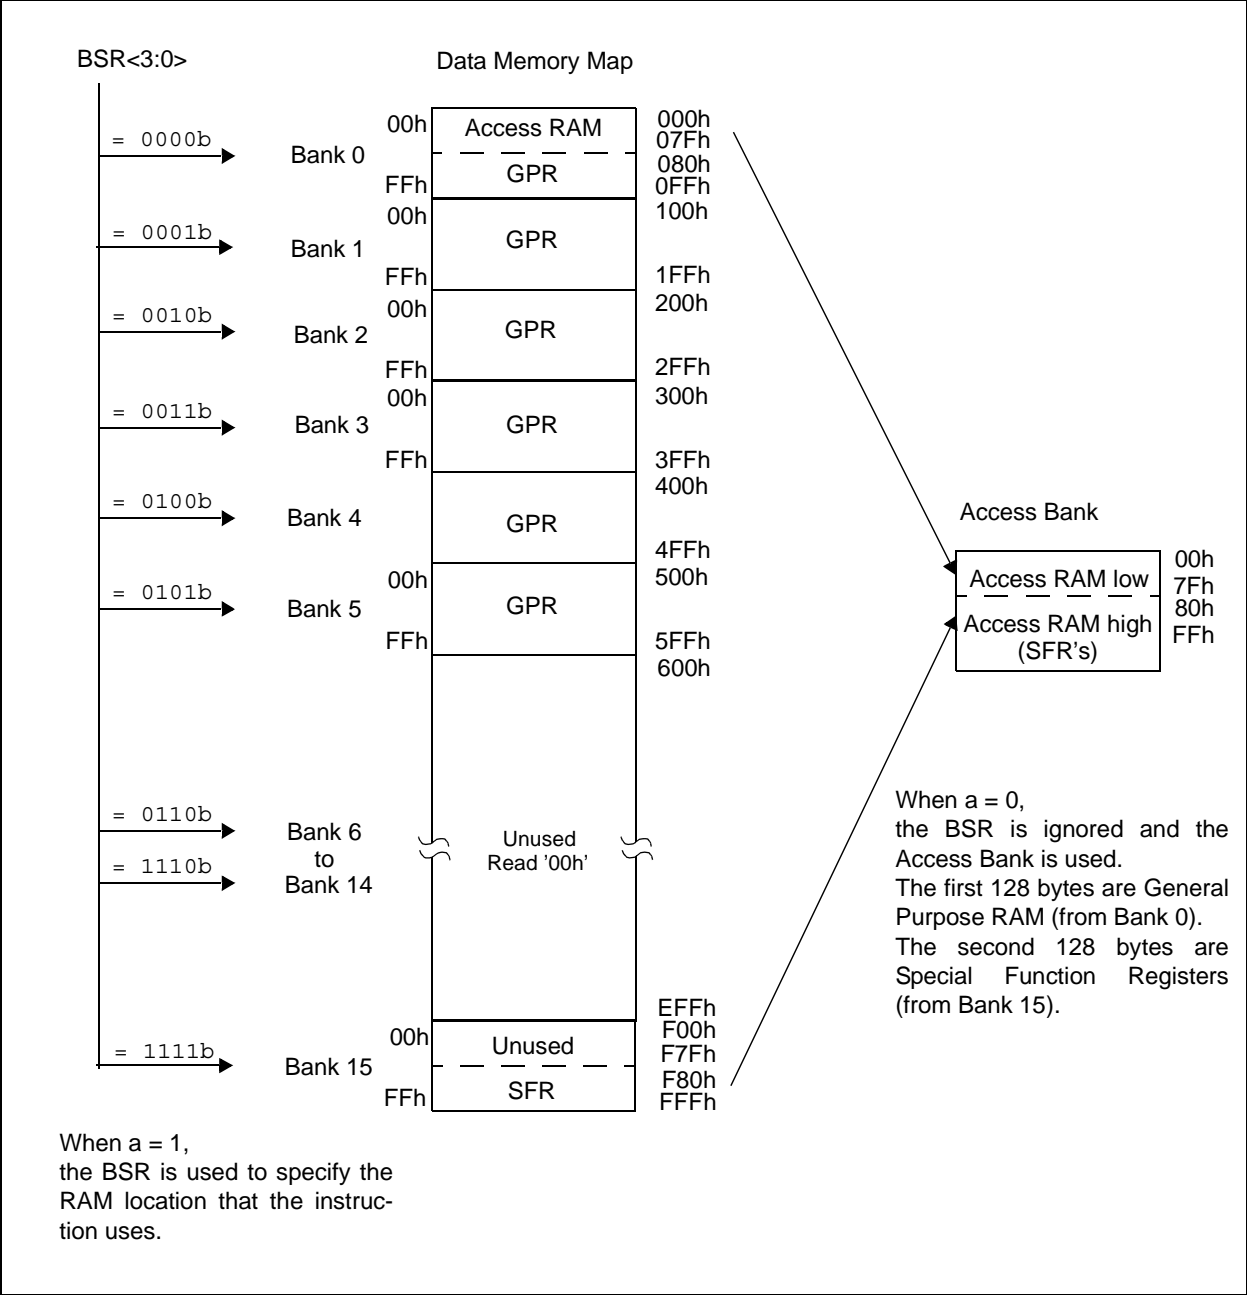 BSR<3:0>
Data Memory Map
= 0000b
Bank 0
00h
FFh
Access RAM
GPR
000h
07Fh
080h
0FFh
= 0001b
Bank 1
00h
FFh
GPR
100h
1FFh
= 0010b
Bank 2
00h
FFh
GPR
200h
2FFh
= 0011b
Bank 3
00h
FFh
GPR
300h
3FFh
= 0100b
Bank 4
GPR
400h
4FFh
= 0101b
Bank 5
00h
FFh
GPR
500h
5FFh
600h
= 0110b
= 1110b
Bank 6
to
Bank 14
Unused
Read '00h'
EFFh
= 1111b
Bank 15
00h
FFh
Unused
SFR
F00h
F7Fh
F80h
FFFh
Access Bank
Access RAM low
Access RAM high
(SFR's)
00h
7Fh
80h
FFh
When a = 0,
the BSR is ignored and the
Access Bank is used.
The first 128 bytes are General
Purpose RAM (from Bank 0).
The second 128 bytes are
Special Function Registers
(from Bank 15).
When a = 1,
the BSR is used to specify the
RAM location that the instruc-
tion uses.